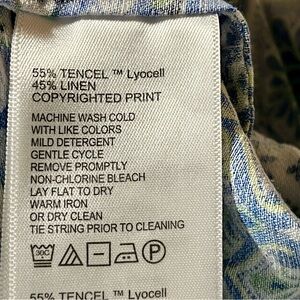 55% TENCEL ™ Lyocell
45% LINEN
COPYRIGHTED PRINT
MACHINE WASH COLD
WITH LIKE COLORS
MILD DETERGENT
GENTLE CYCLE
REMOVE PROMPTLY
NON-CHLORINE BLEACH
LAY FLAT TO DRY
WARM IRON
OR DRY CLEAN
TIE STRING PRIOR TO CLEANING
30C P
55% TENCEL ™ Lyocell